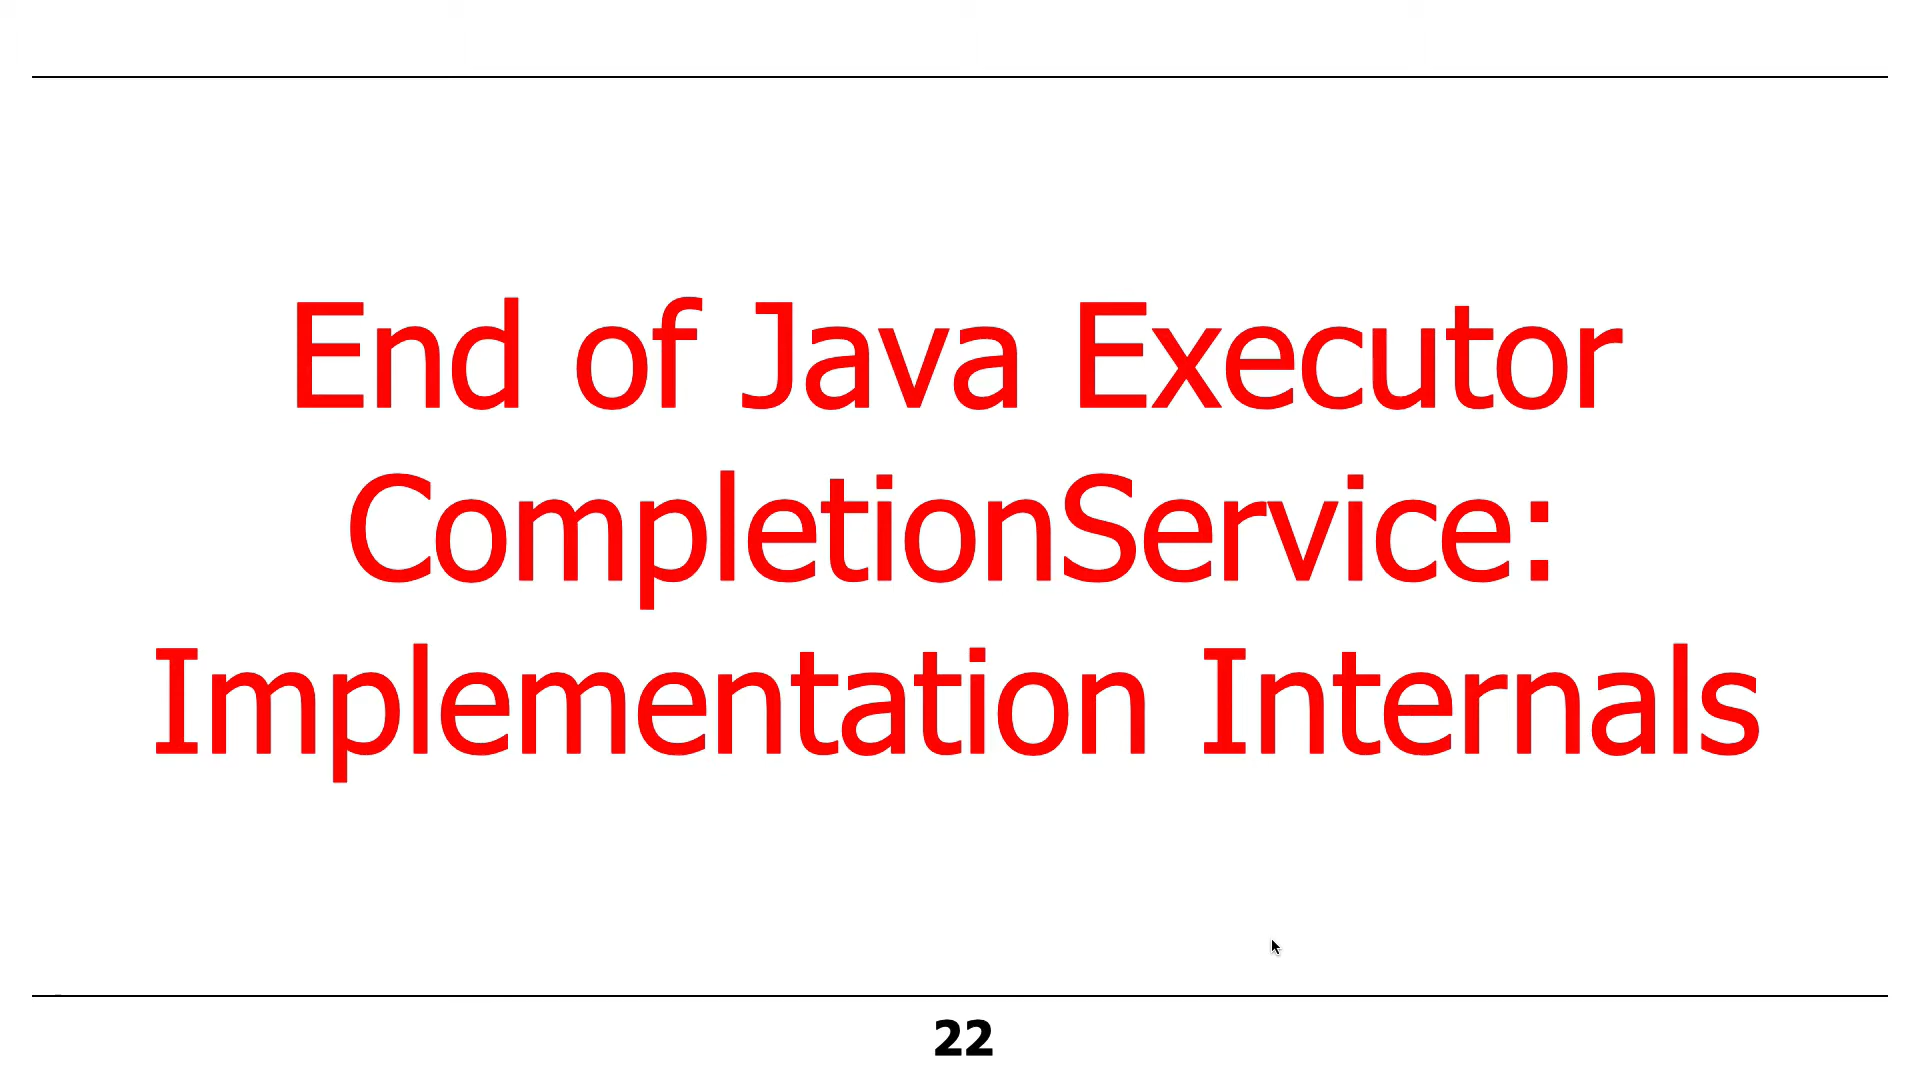 End of Java Executor
CompletionService:
Implementation Internals
22